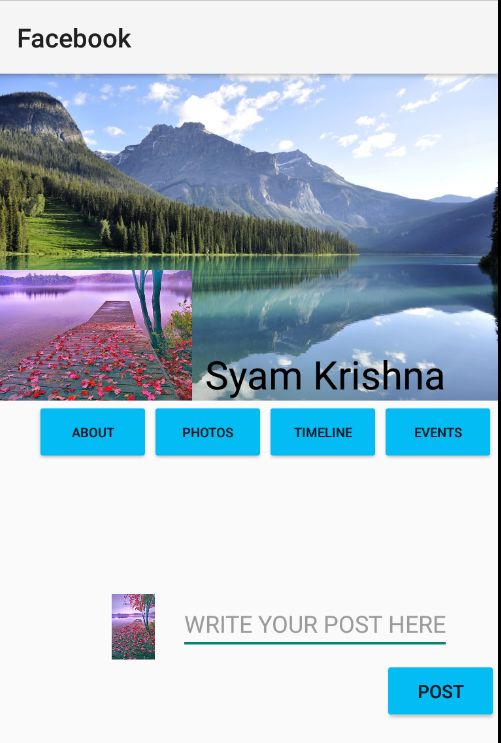 Facebook
Syam Krishna
ABOUT PHOTOS TIMELINE EVENTS
WRITE YOUR POST HERE
POST